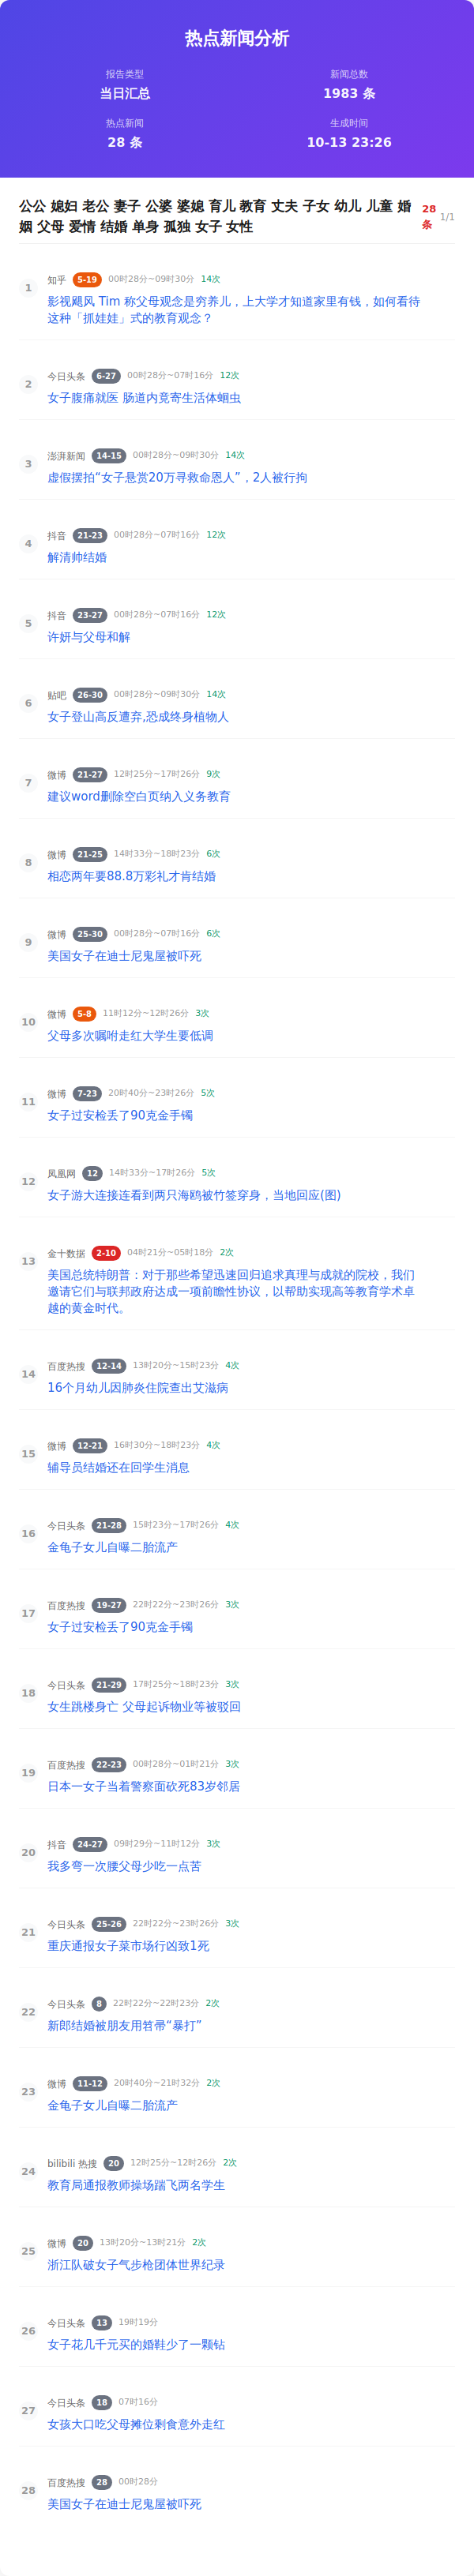 热点新闻分析
报告类型
新闻总数
当日汇总
1983 条
热点新闻
生成时间
28 条
10-13 23:26
公公 媳妇 老公 妻子 公婆 婆媳 育儿 教育 丈夫 子女 幼儿 儿童 婚
姻 父母 爱情 结婚 单身 孤独 女子 女性
28
条
1/1
1
知乎 5-19 00时28分~09时30分 14次
影视飓风 Tim 称父母观念是穷养儿，上大学才知道家里有钱，如何看待
这种「抓娃娃」式的教育观念？
2
今日头条 6-27 00时28分~07时16分 12次
女子腹痛就医 肠道内竟寄生活体蛔虫
3
澎湃新闻 14-15 00时28分~09时30分 14次
虚假摆拍“女子悬赏20万寻救命恩人”，2人被行拘
4
抖音 21-23 00时28分~07时16分 12次
解清帅结婚
5
抖音 23-27 00时28分~07时16分 12次
许妍与父母和解
6
贴吧 26-30 00时28分~09时30分 14次
女子登山高反遭弃,恐成终身植物人
7
微博 21-27 12时25分~17时26分 9次
建议word删除空白页纳入义务教育
8
微博 21-25 14时33分~18时23分 6次
相恋两年要88.8万彩礼才肯结婚
9
微博 25-30 00时28分~07时16分 6次
美国女子在迪士尼鬼屋被吓死
10
微博 5-8 11时12分~12时26分 3次
父母多次嘱咐走红大学生要低调
11
微博 7-23 20时40分~23时26分 5次
女子过安检丢了90克金手镯
12
凤凰网 12 14时33分~17时26分 5次
女子游大连接连看到两只海鸥被竹签穿身，当地回应(图)
13
金十数据 2-10 04时21分~05时18分 2次
美国总统特朗普：对于那些希望迅速回归追求真理与成就的院校，我们
邀请它们与联邦政府达成一项前瞻性协议，以帮助实现高等教育学术卓
越的黄金时代。
14
百度热搜 12-14 13时20分~15时23分 4次
16个月幼儿因肺炎住院查出艾滋病
15
微博 12-21 16时30分~18时23分 4次
辅导员结婚还在回学生消息
16
今日头条 21-28 15时23分~17时26分 4次
金龟子女儿自曝二胎流产
17
百度热搜 19-27 22时22分~23时26分 3次
女子过安检丢了90克金手镯
18
今日头条 21-29 17时25分~18时23分 3次
女生跳楼身亡 父母起诉物业等被驳回
19
百度热搜 22-23 00时28分~01时21分 3次
日本一女子当着警察面砍死83岁邻居
20
抖音 24-27 09时29分~11时12分 3次
我多弯一次腰父母少吃一点苦
21
今日头条 25-26 22时22分~23时26分 3次
重庆通报女子菜市场行凶致1死
22
今日头条 8 22时22分~22时23分 2次
新郎结婚被朋友用笤帚“暴打”
23
微博 11-12 20时40分~21时32分 2次
金龟子女儿自曝二胎流产
24
bilibili 热搜 20 12时25分~12时26分 2次
教育局通报教师操场踹飞两名学生
25
微博 20 13时20分~13时21分 2次
浙江队破女子气步枪团体世界纪录
26
今日头条 13 19时19分
女子花几千元买的婚鞋少了一颗钻
27
今日头条 18 07时16分
女孩大口吃父母摊位剩食意外走红
28
百度热搜 28 00时28分
美国女子在迪士尼鬼屋被吓死